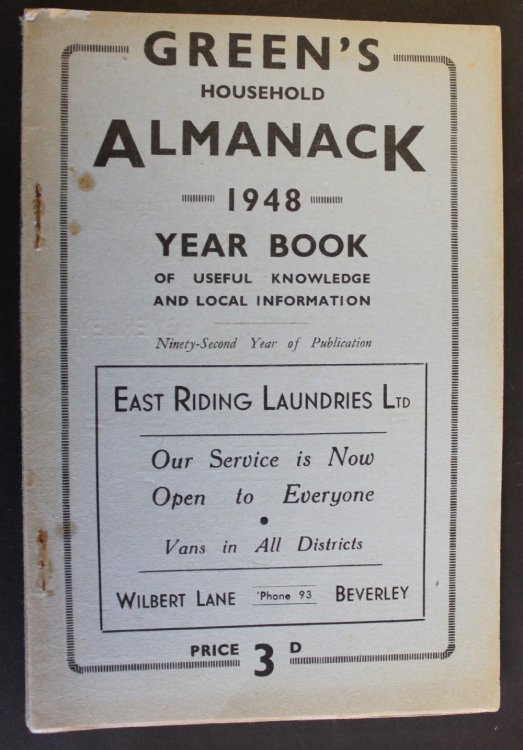 GREEN'S
HOUSEHOLD
ALMANACK
1948
YEAR BOOK
OF USEFUL KNOWLEDGE
AND LOCAL INFORMATION
Ninety-Second Year of Publication
EAST RIDING LAUNDRIES LTD
Our Service is Now
Open to Everyone
•
Vans in All Districts
WILBERT LANE 'Phone 93 BEVERLEY
PRICE 3 D